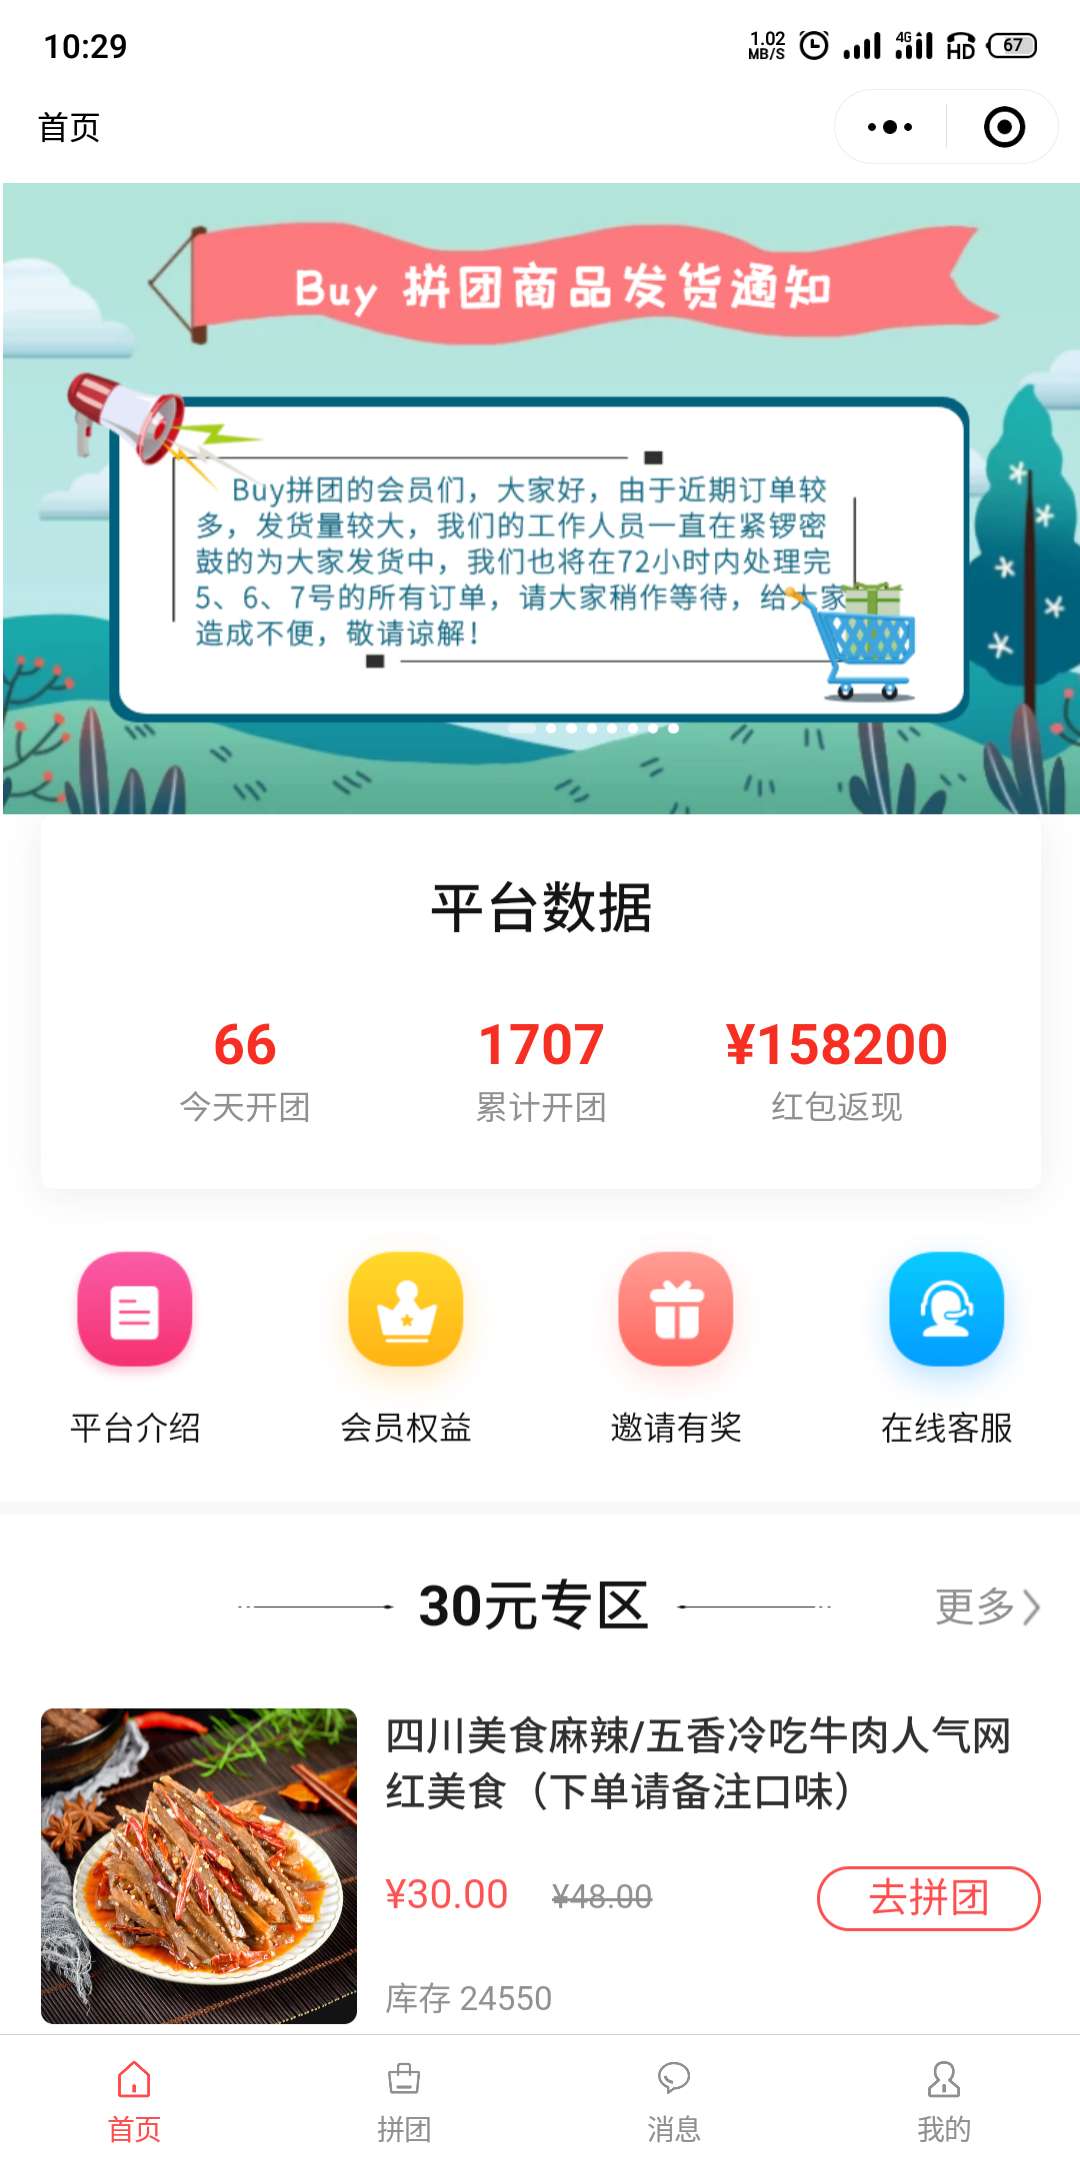 10:29
1.02
MB/S
4G
HD
67
首页
Buy 拼团商品发货通知
Buy拼团的会员们，大家好，由于近期订单较
多，发货量较大，我们的工作人员一直在紧锣密
鼓的为大家发货中，我们也将在72小时内处理完
5、6、7号的所有订单，请大家稍作等待，给大家
造成不便，敬请谅解！
平台数据
66
1707
¥158200
今天开团
累计开团
红包返现
平台介绍
会员权益
邀请有奖
在线客服
30元专区
更多
四川美食麻辣/五香冷吃牛肉人气网
红美食（下单请备注口味）
¥30.00
¥48.00
去拼团
库存 24550
首页
拼团
消息
我的